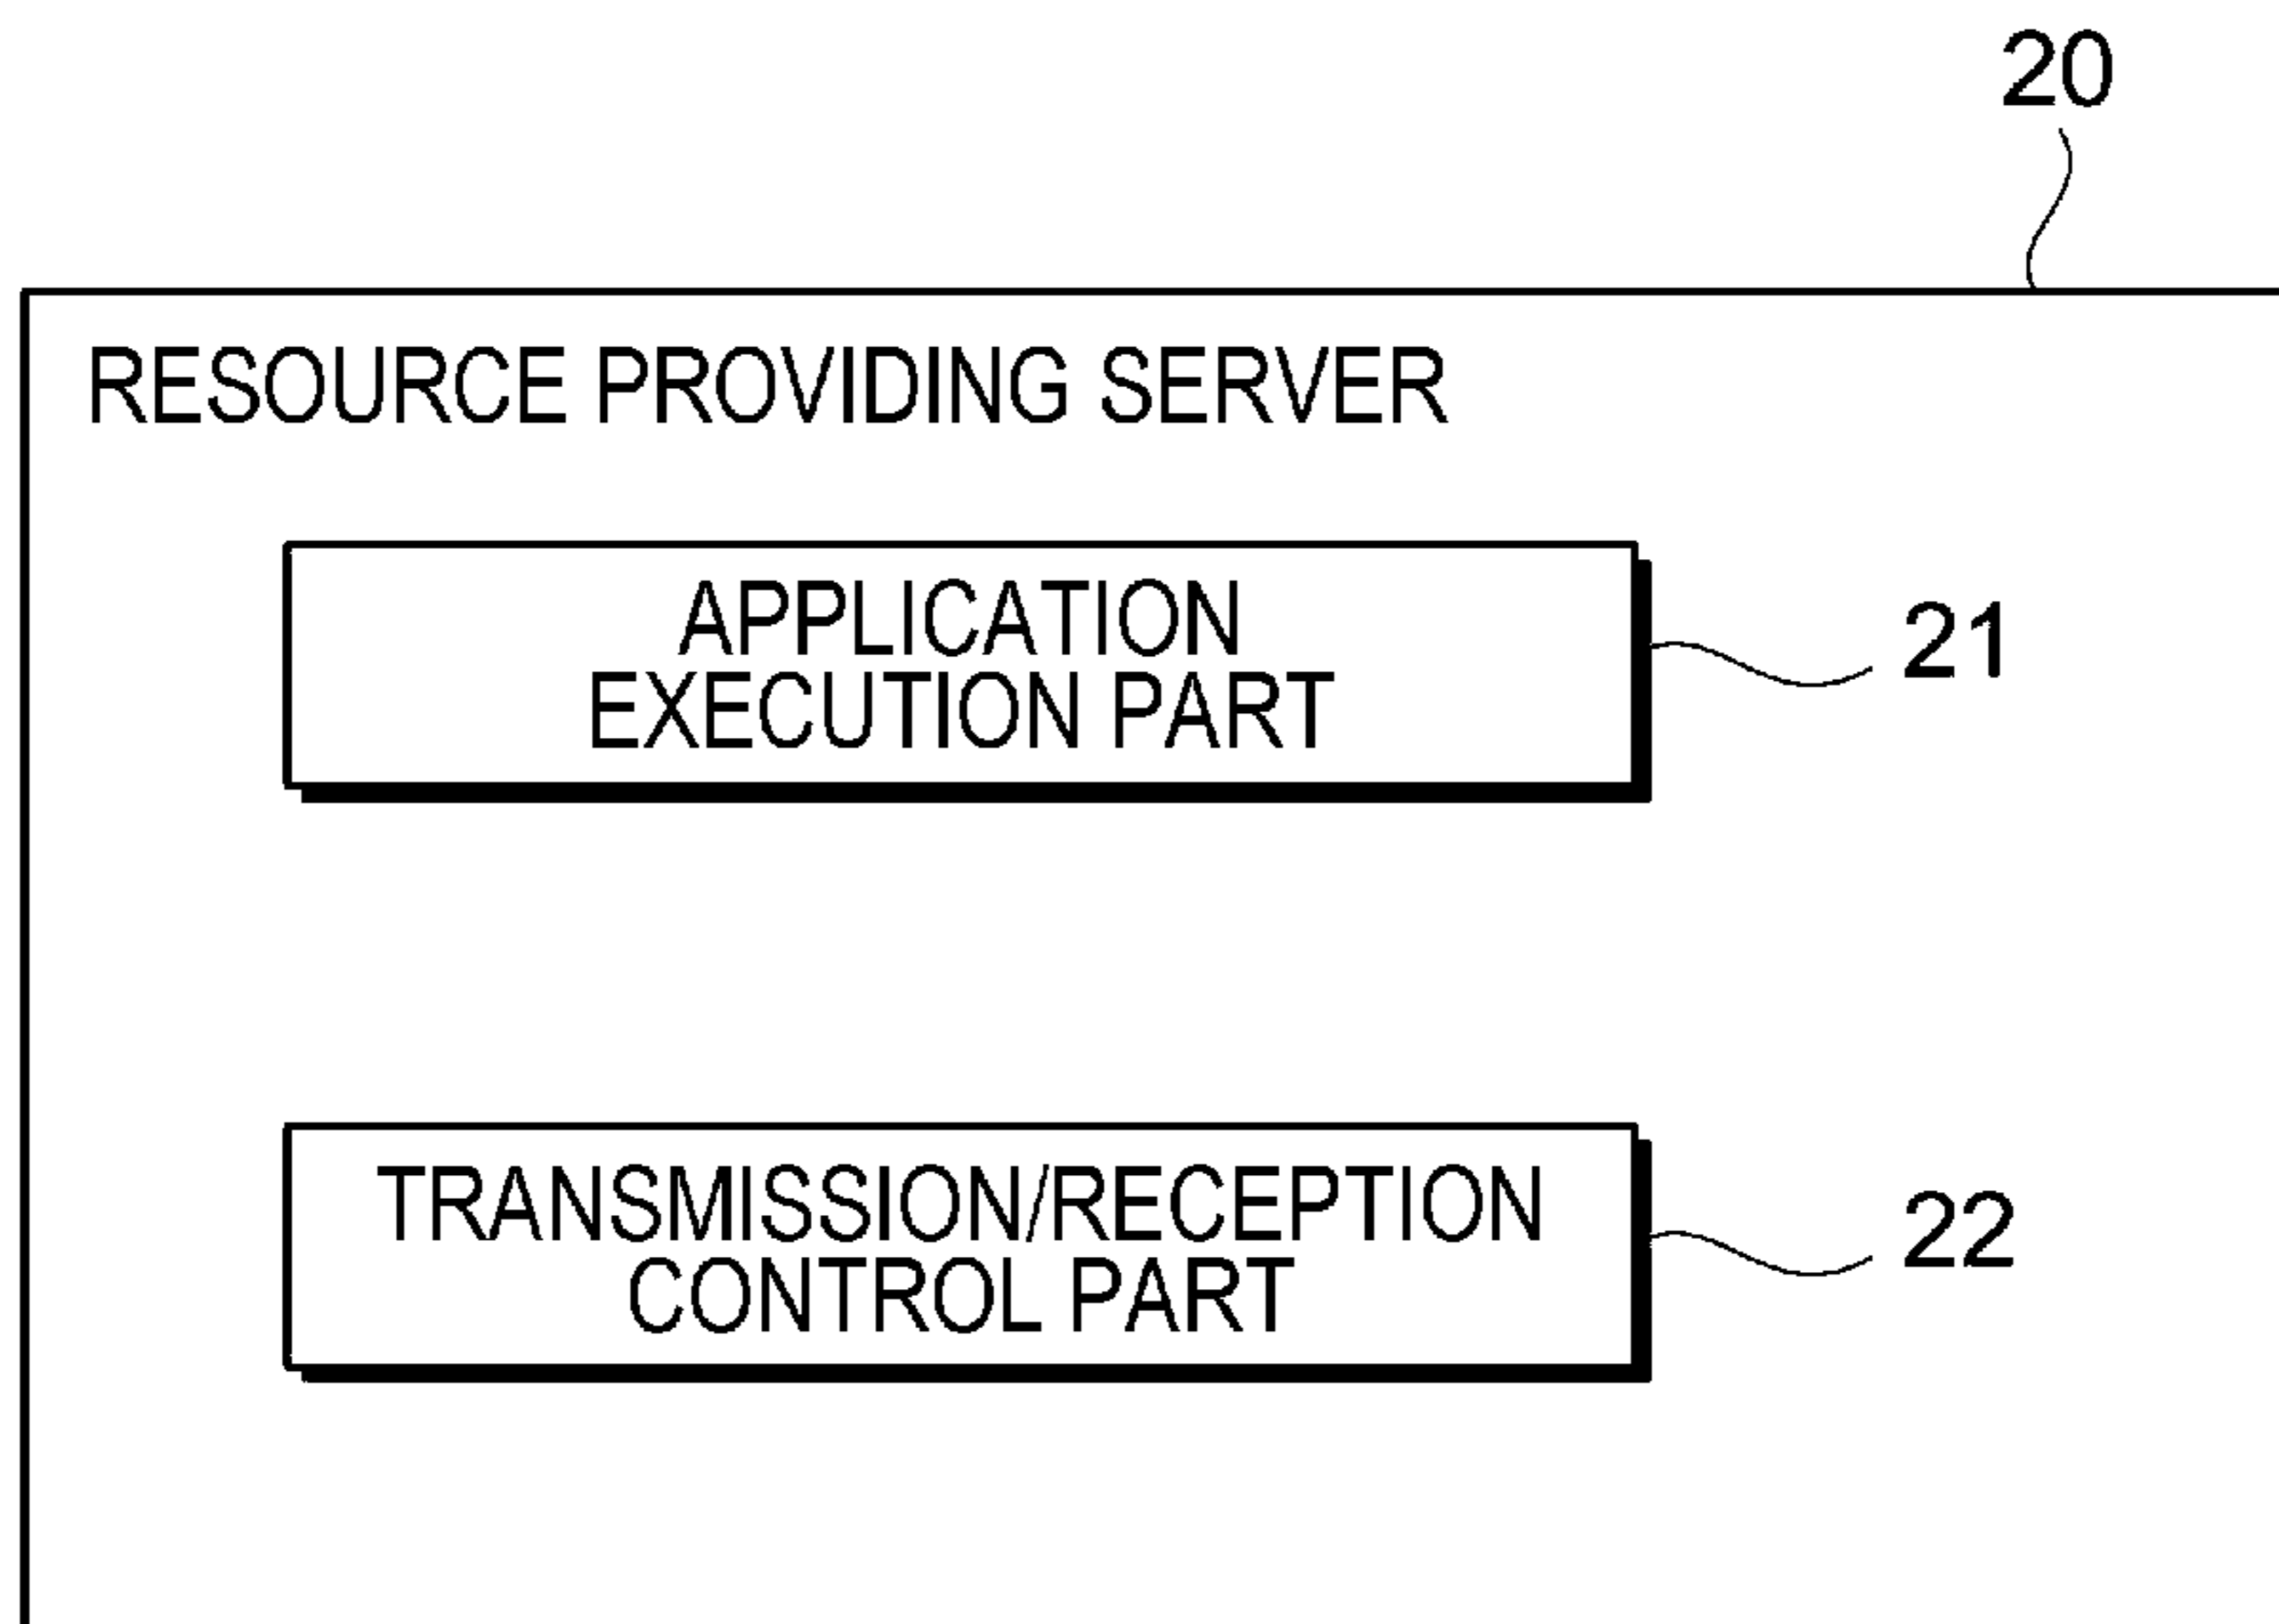 20
RESOURCE PROVIDING SERVER
APPLICATION
EXECUTION PART
21
TRANSMISSION/RECEPTION
CONTROL PART
22